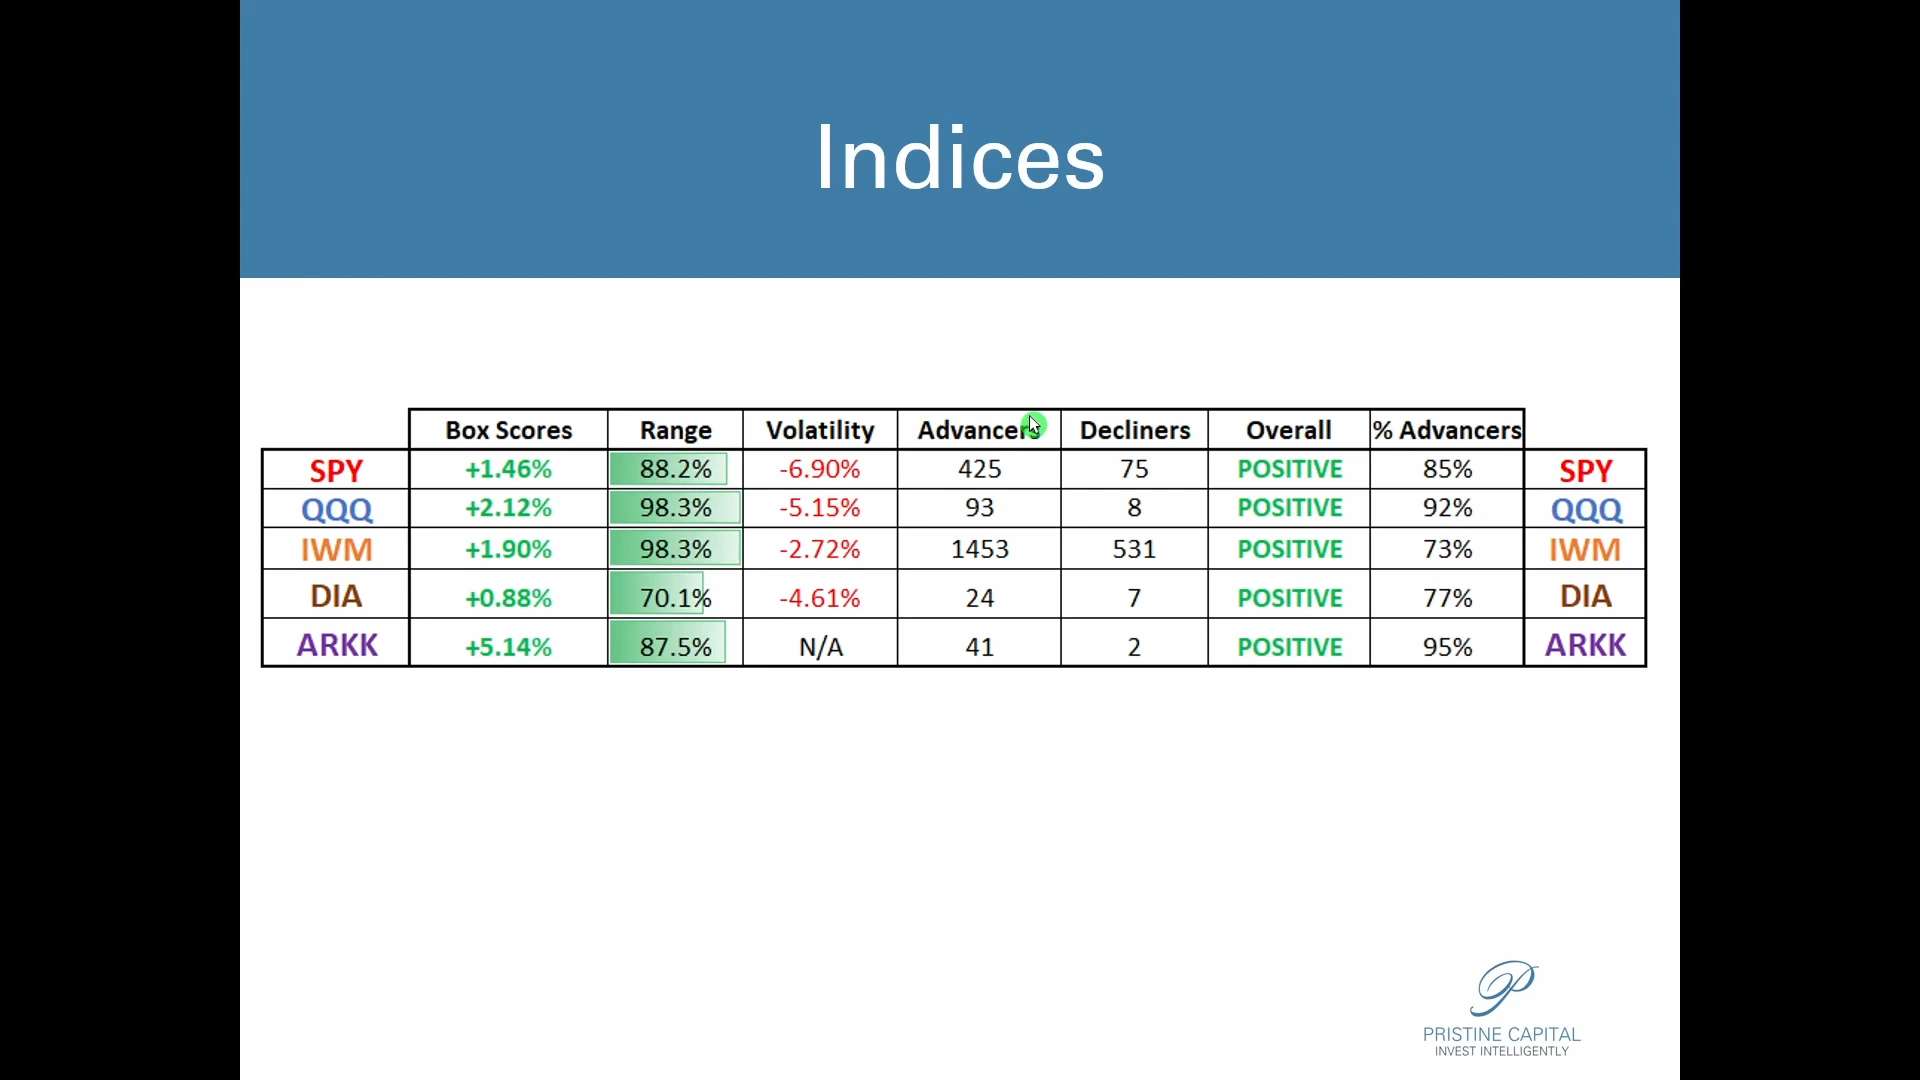 Indices
Box Scores Range Volatility Advancers Decliners Overall % Advancers
SPY +1.46% 88.2% -6.90% 425 75 POSITIVE 85% SPY
QQQ +2.12% 98.3% -5.15% 93 8 POSITIVE 92% QQQ
IWM +1.90% 98.3% -2.72% 1453 531 POSITIVE 73% IWM
DIA +0.88% 70.1% -4.61% 24 7 POSITIVE 77% DIA
ARKK +5.14% 87.5% N/A 41 2 POSITIVE 95% ARKK
PRISTINE CAPITAL
INVEST INTELLIGENTLY